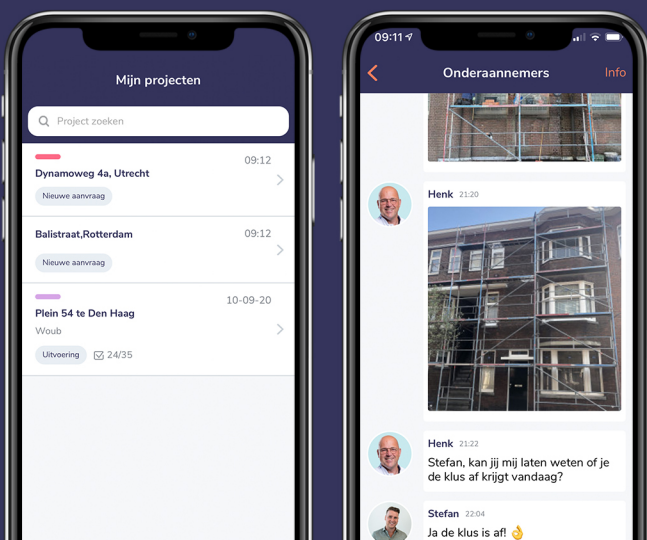 Mijn projecten
Project zoeken
09:12
Dynamoweg 4a, Utrecht
Nieuwe aanvraag
Balistraat,Rotterdam
09:12
Nieuwe aanvraag
10-09-20
Plein 54 te Den Haag
Woub
Uitvoering
24/35
09:11
Onderaannemers
Info
Henk 21:20
Henk 21:22
Stefan, kan jij mij laten weten of je
de klus af krijgt vandaag?
Stefan 22:04
Ja de klus is af! 👌